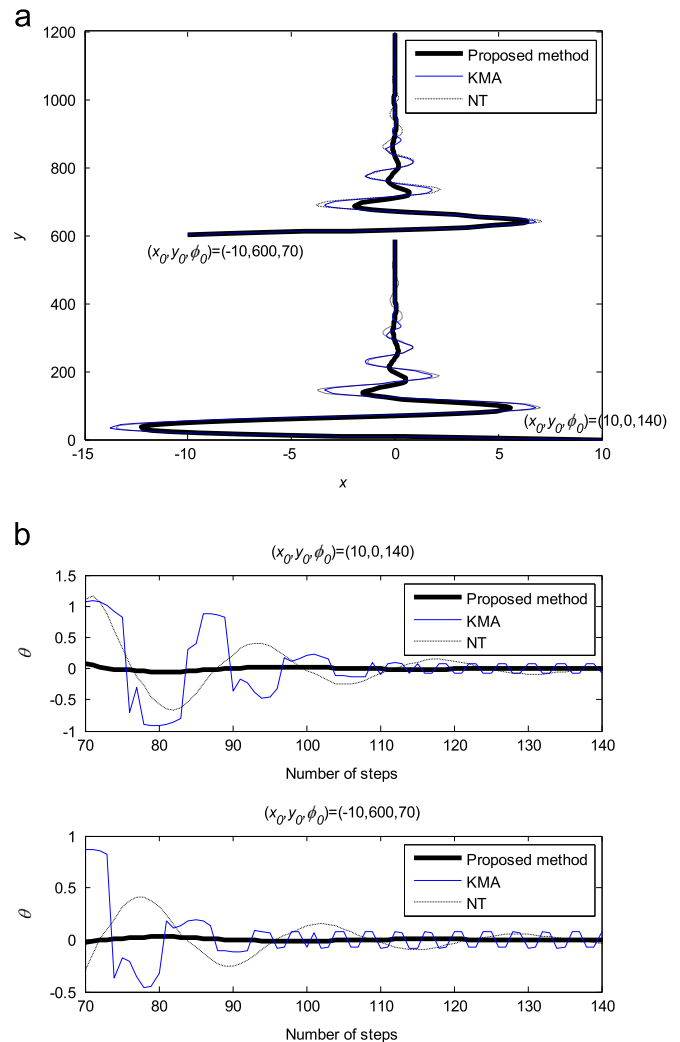 a
1200
1000
800
600
400
200
0
y
Proposed method
KMA
NT
(x0,y0,ϕ0)=(-10,600,70)
(x0,y0,ϕ0)=(10,0,140)
-15 -10 -5 0 5 10
x
b
(x0,y0,ϕ0)=(10,0,140)
1.5
1
0.5
0
-0.5
-1
θ
Proposed method
KMA
NT
70 80 90 100 110 120 130 140
Number of steps
(x0,y0,ϕ0)=(-10,600,70)
1
0.5
0
-0.5
θ
Proposed method
KMA
NT
70 80 90 100 110 120 130 140
Number of steps